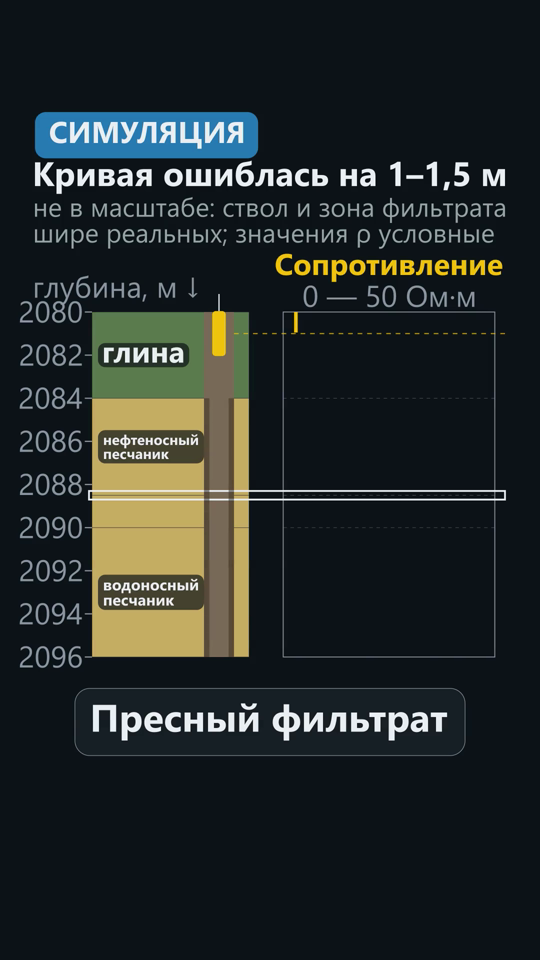 СИМУЛЯЦИЯ
Кривая ошиблась на 1–1,5 м
не в масштабе: ствол и зона фильтрата
шире реальных; значения ρ условные
Сопротивление
глубина, м ↓
0 — 50 Ом·м
2080
2082
глина
2084
2086
нефтеносный
песчаник
2088
2090
2092
водоносный
песчаник
2094
2096
Пресный фильтрат